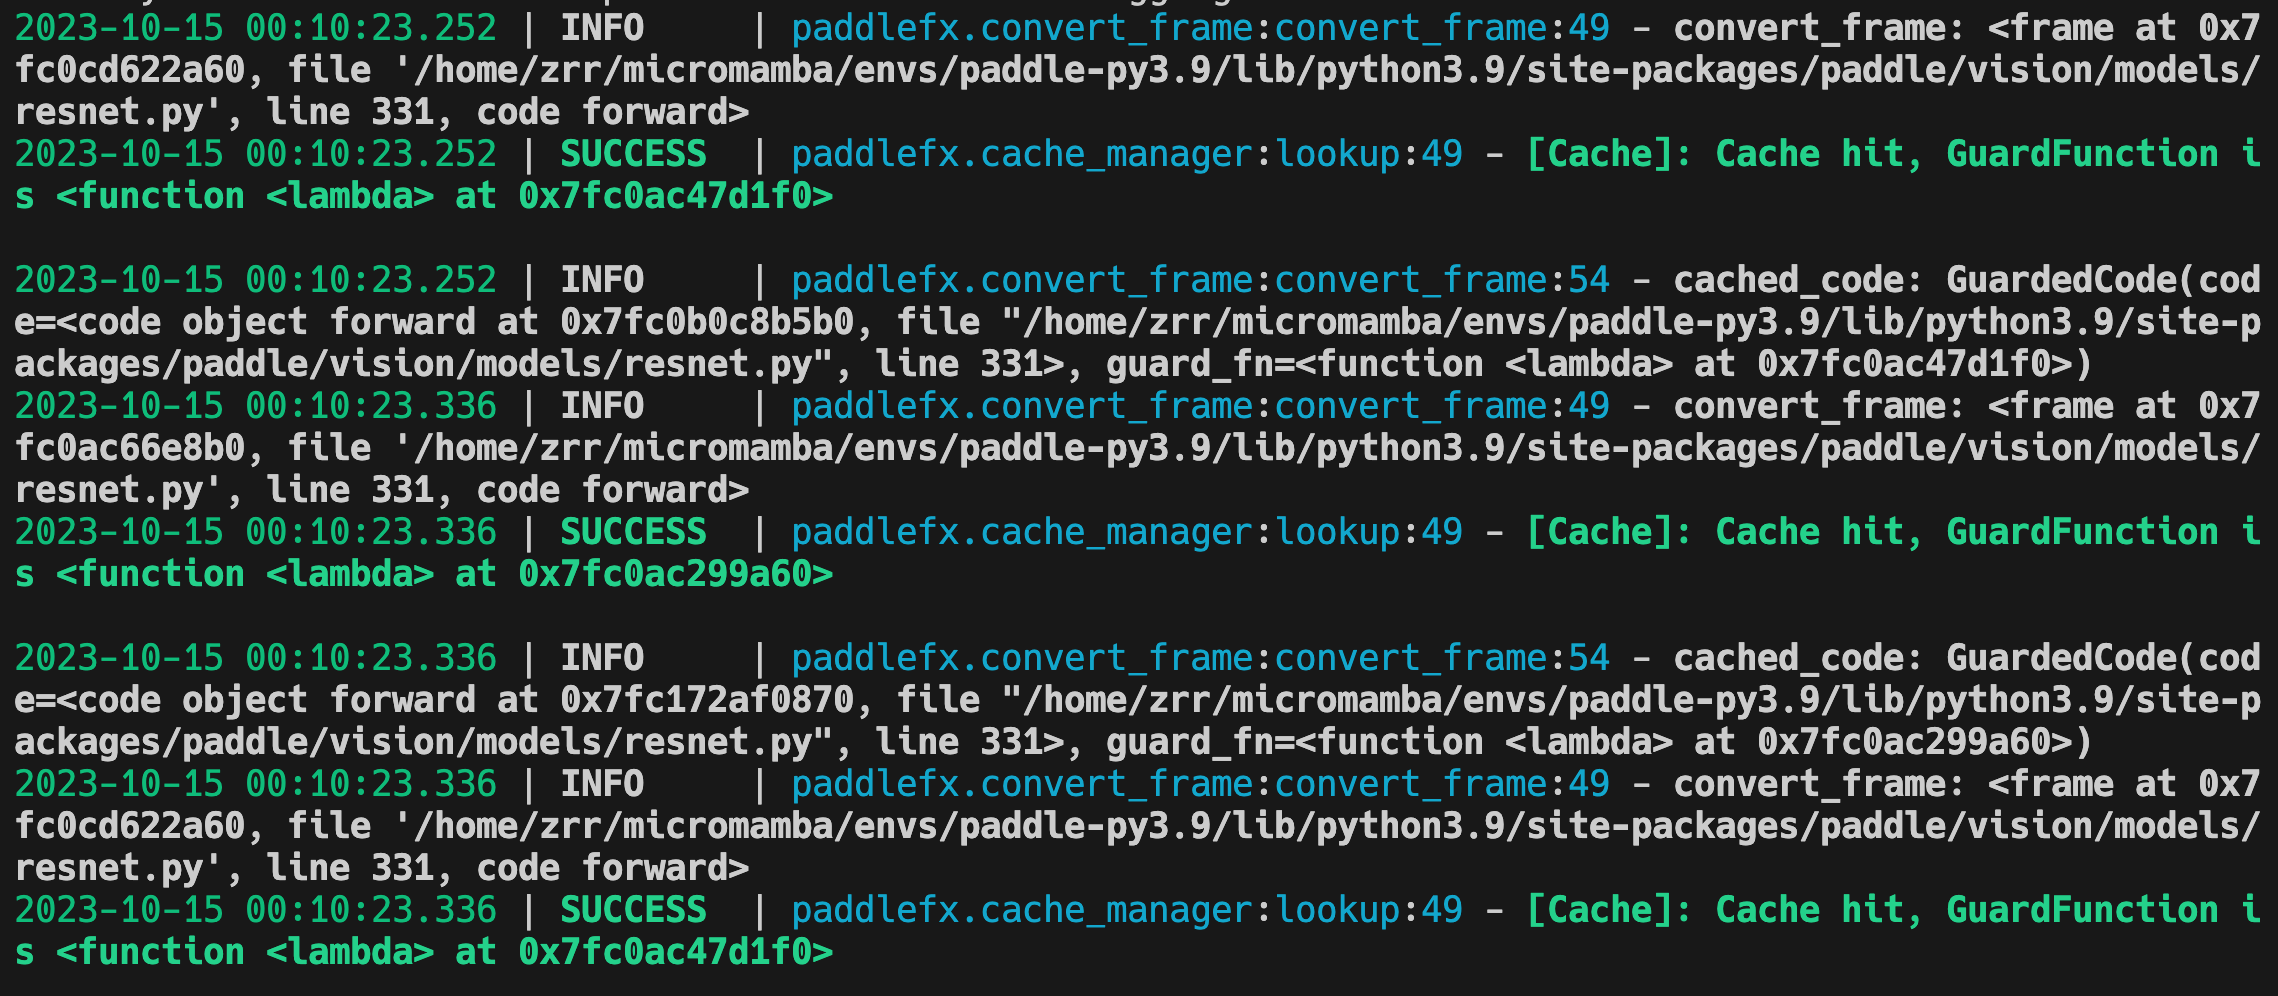 2023-10-15 00:10:23.252 | INFO     | paddlefx.convert_frame:convert_frame:49 - convert_frame: <frame at 0x7
fc0cd622a60, file '/home/zrr/micromamba/envs/paddle-py3.9/lib/python3.9/site-packages/paddle/vision/models/
resnet.py', line 331, code forward>
2023-10-15 00:10:23.252 | SUCCESS  | paddlefx.cache_manager:lookup:49 - [Cache]: Cache hit, GuardFunction i
s <function <lambda> at 0x7fc0ac47d1f0>
2023-10-15 00:10:23.252 | INFO     | paddlefx.convert_frame:convert_frame:54 - cached_code: GuardedCode(cod
e=<code object forward at 0x7fc0b0c8b5b0, file "/home/zrr/micromamba/envs/paddle-py3.9/lib/python3.9/site-p
ackages/paddle/vision/models/resnet.py", line 331>, guard_fn=<function <lambda> at 0x7fc0ac47d1f0>)
2023-10-15 00:10:23.336 | INFO     | paddlefx.convert_frame:convert_frame:49 - convert_frame: <frame at 0x7
fc0ac66e8b0, file '/home/zrr/micromamba/envs/paddle-py3.9/lib/python3.9/site-packages/paddle/vision/models/
resnet.py', line 331, code forward>
2023-10-15 00:10:23.336 | SUCCESS  | paddlefx.cache_manager:lookup:49 - [Cache]: Cache hit, GuardFunction i
s <function <lambda> at 0x7fc0ac299a60>
2023-10-15 00:10:23.336 | INFO     | paddlefx.convert_frame:convert_frame:54 - cached_code: GuardedCode(cod
e=<code object forward at 0x7fc172af0870, file "/home/zrr/micromamba/envs/paddle-py3.9/lib/python3.9/site-p
ackages/paddle/vision/models/resnet.py", line 331>, guard_fn=<function <lambda> at 0x7fc0ac299a60>)
2023-10-15 00:10:23.336 | INFO     | paddlefx.convert_frame:convert_frame:49 - convert_frame: <frame at 0x7
fc0cd622a60, file '/home/zrr/micromamba/envs/paddle-py3.9/lib/python3.9/site-packages/paddle/vision/models/
resnet.py', line 331, code forward>
2023-10-15 00:10:23.336 | SUCCESS  | paddlefx.cache_manager:lookup:49 - [Cache]: Cache hit, GuardFunction i
s <function <lambda> at 0x7fc0ac47d1f0>